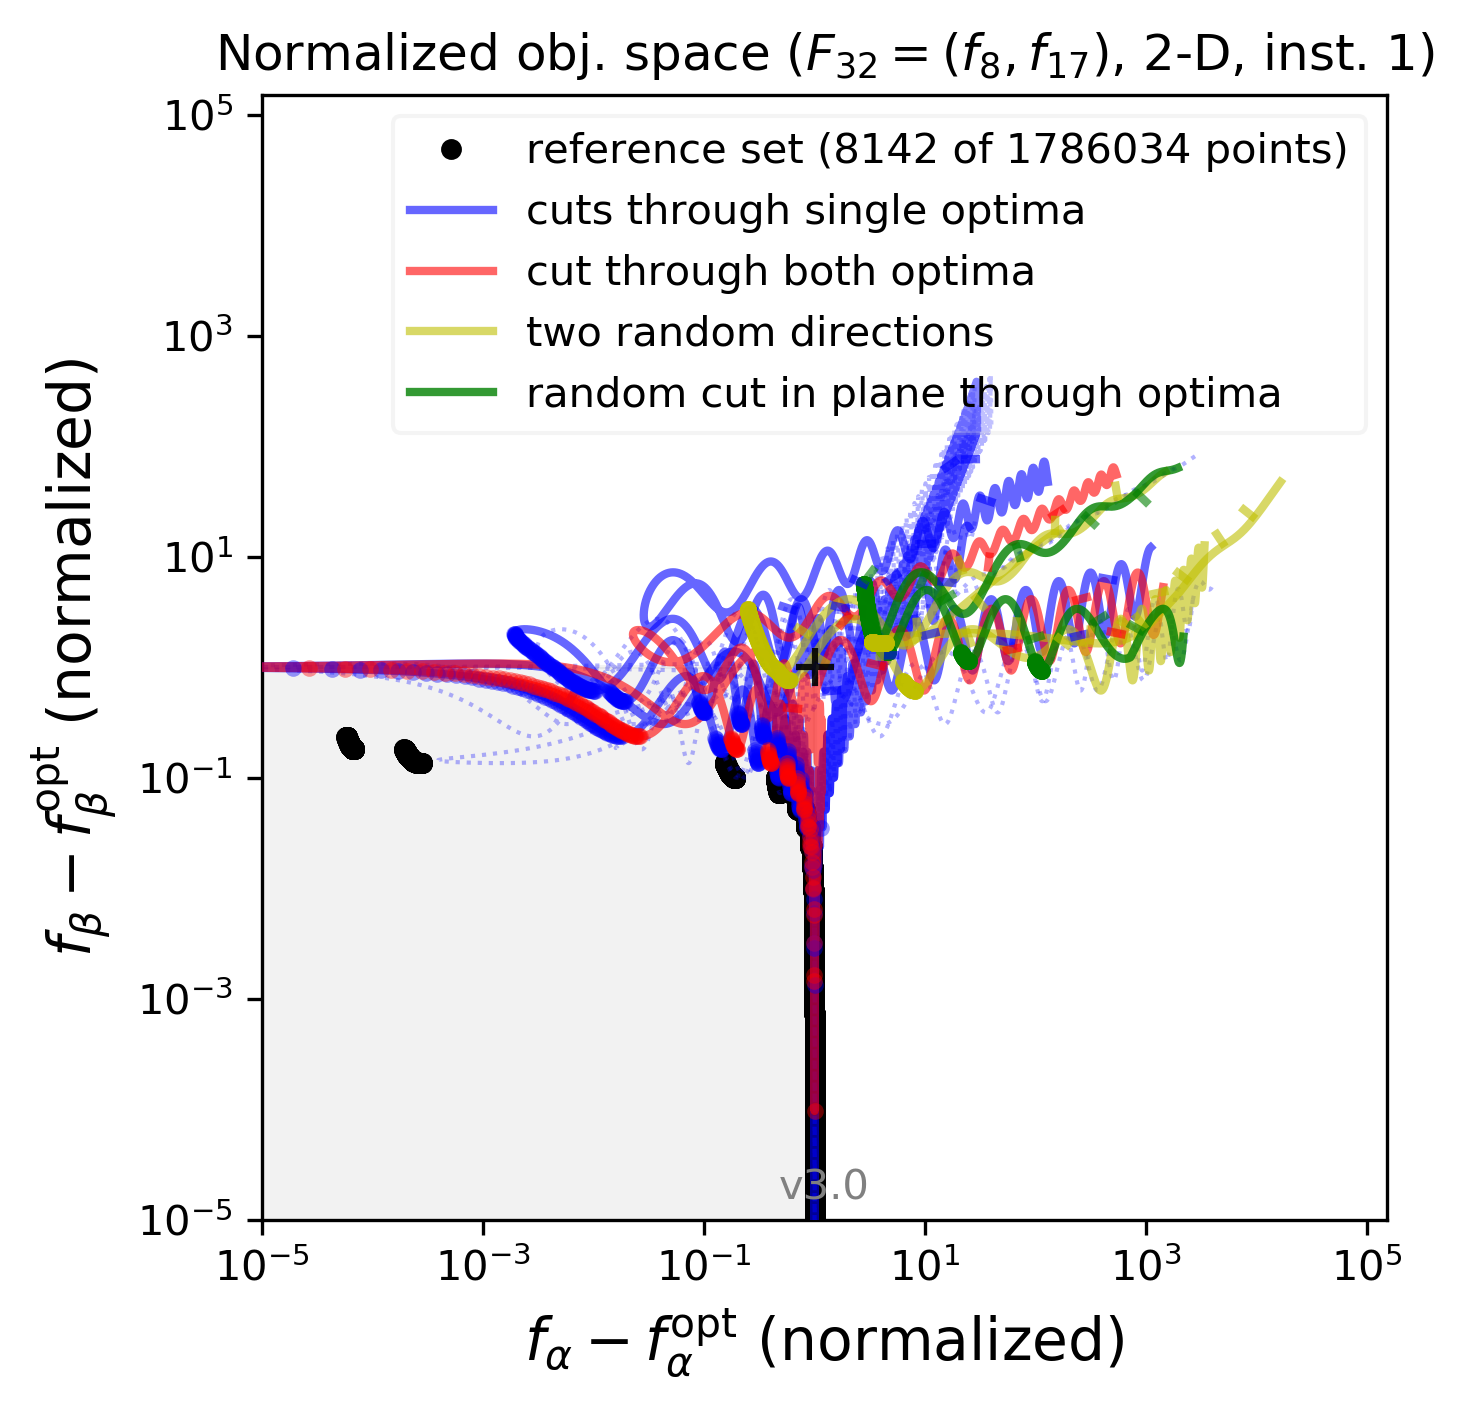 Normalized obj. space (F₃₂ = (f₈, f₁₇), 2-D, inst. 1)
reference set (8142 of 1786034 points)
cuts through single optima
cut through both optima
two random directions
random cut in plane through optima
10⁵
10³
10¹
10⁻¹
10⁻³
10⁻⁵
f_β − f_β^opt (normalized)
v3.0
10⁻⁵ 10⁻³ 10⁻¹ 10¹ 10³ 10⁵
f_α − f_α^opt (normalized)